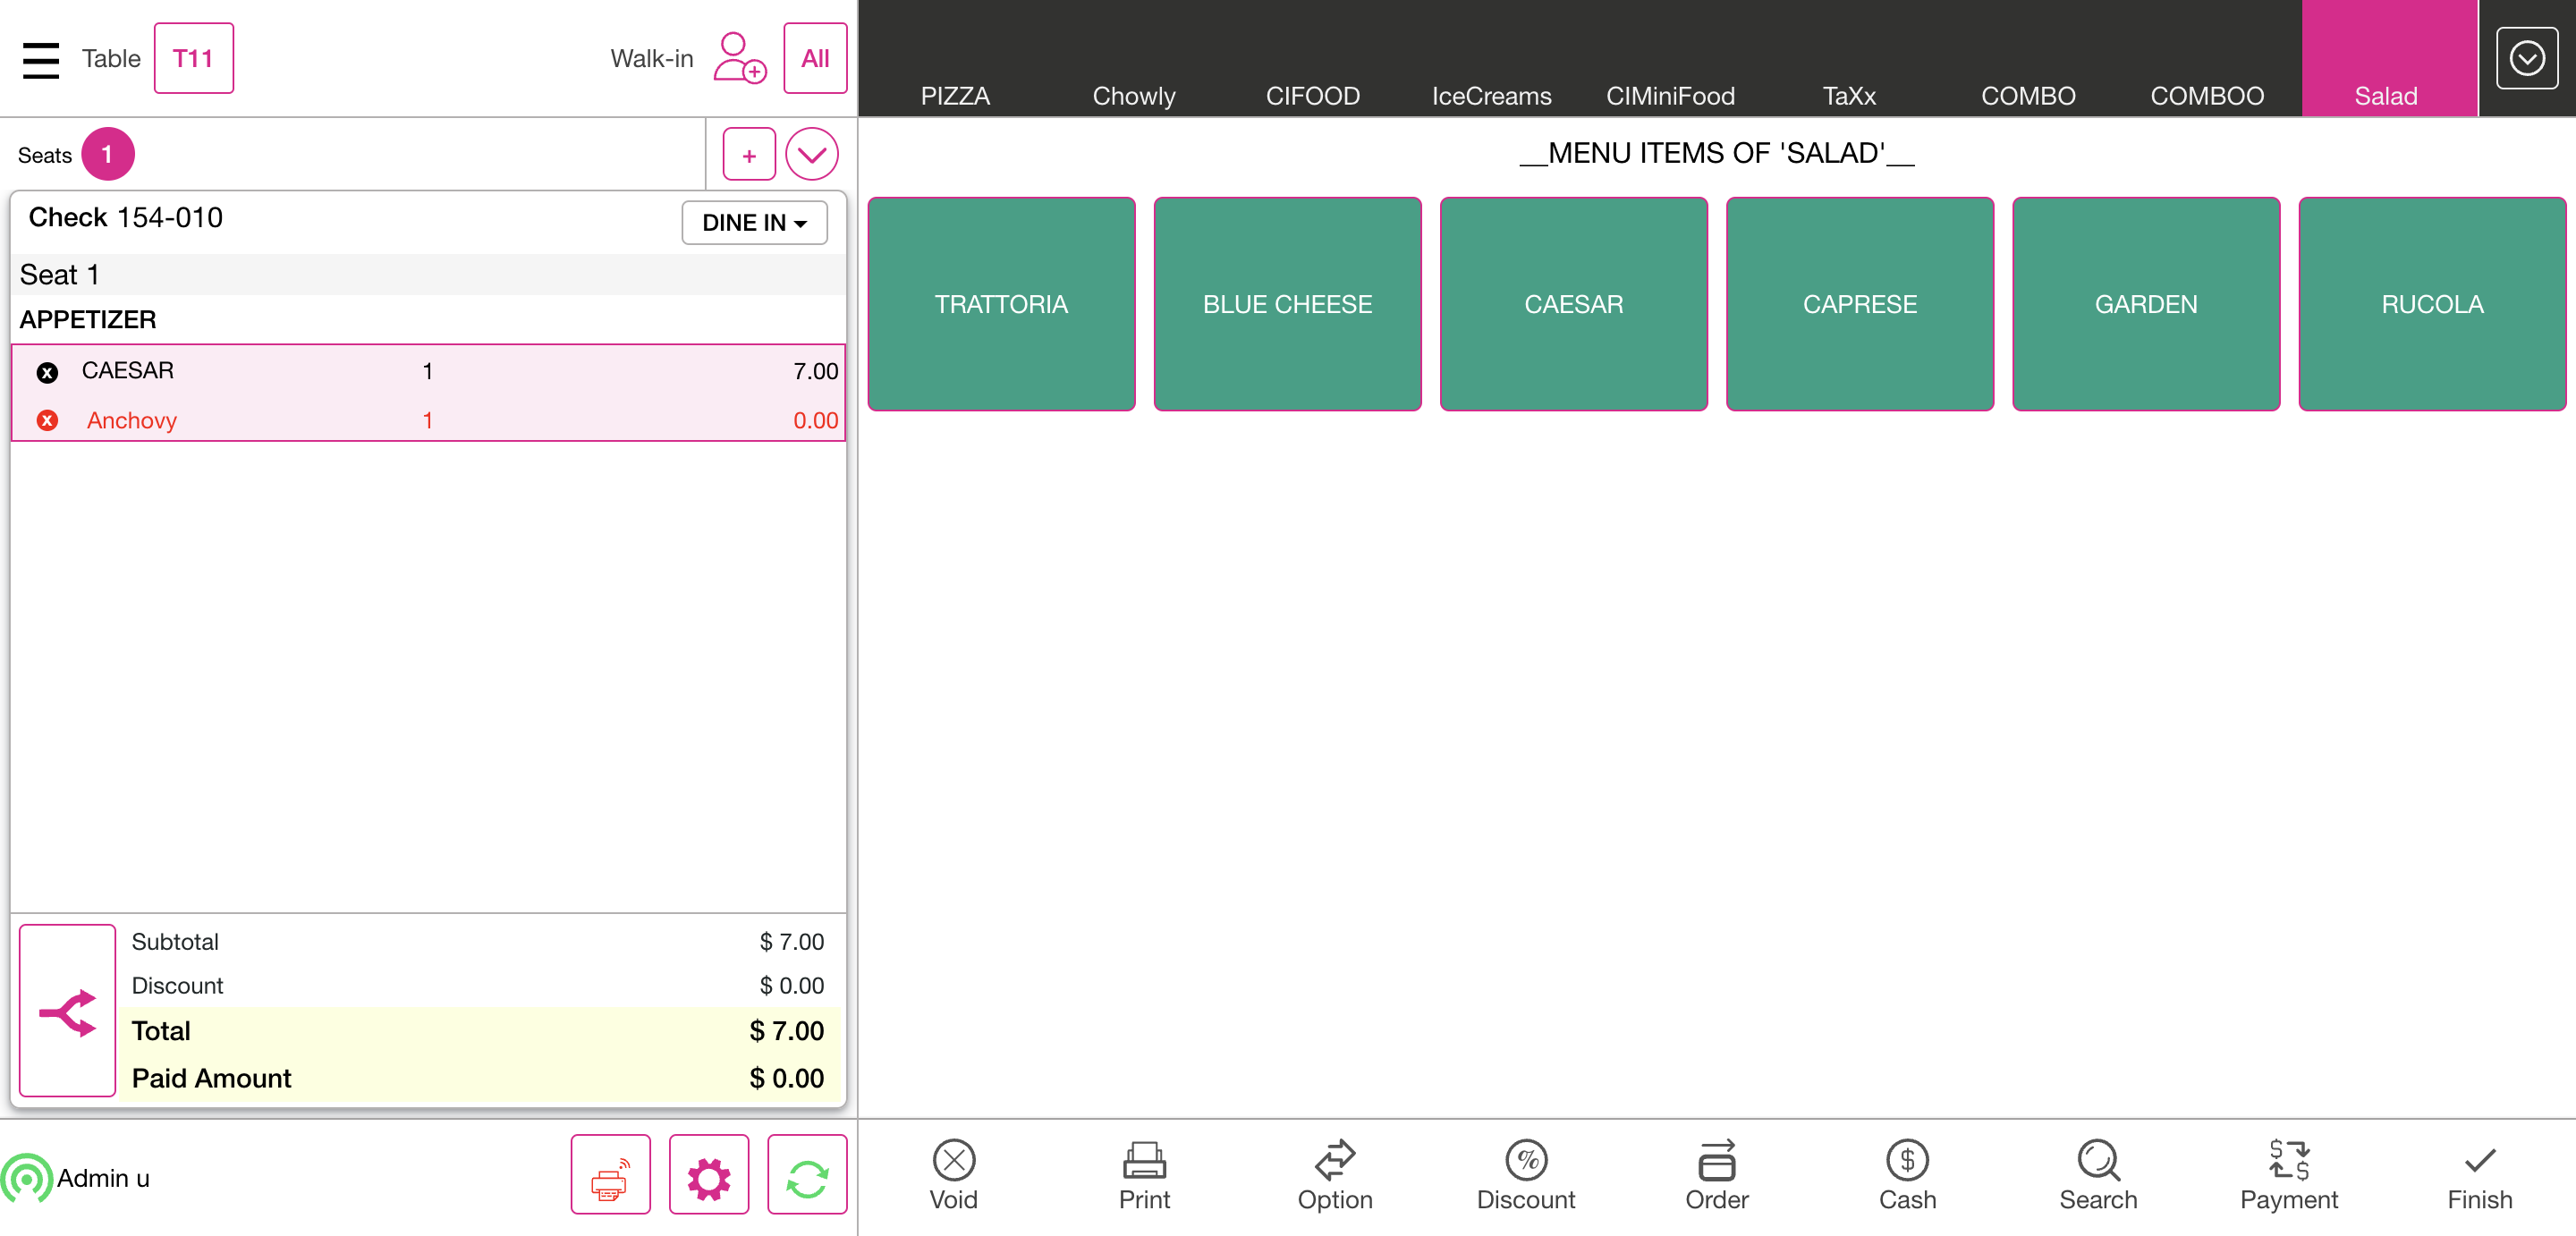 Table T11 Walk-in All
PIZZA Chowly CIFOOD IceCreams CIMiniFood TaXx COMBO COMBOO Salad
Seats 1 +
Check 154-010 DINE IN
Seat 1
APPETIZER
x CAESAR 1 7.00
x Anchovy 1 0.00
Subtotal $ 7.00
Discount $ 0.00
Total $ 7.00
Paid Amount $ 0.00
Admin u
__MENU ITEMS OF 'SALAD'__
TRATTORIA BLUE CHEESE CAESAR CAPRESE GARDEN RUCOLA
Void Print Option Discount Order Cash Search Payment Finish